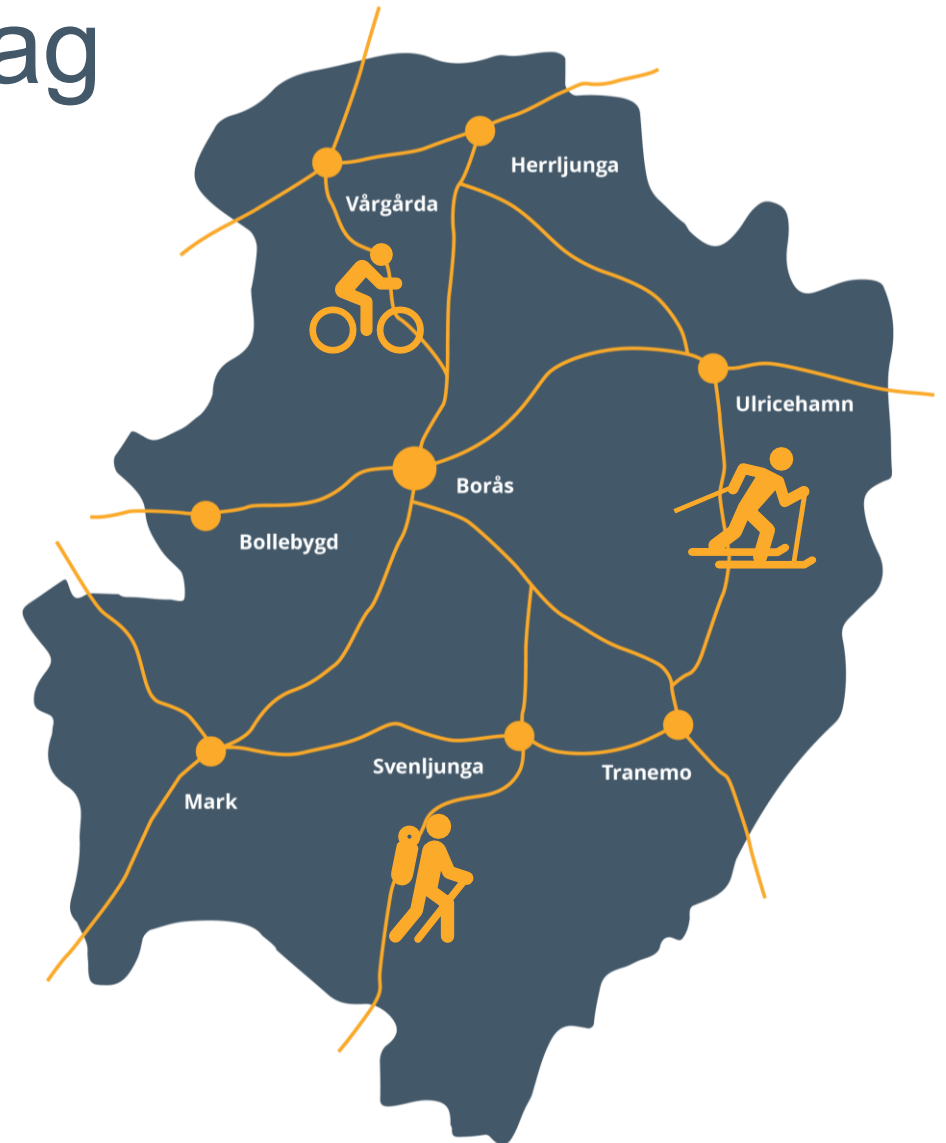 ag
Herrljunga
Vårgårda
Ulricehamn
Borås
Bollebygd
Svenljunga
Tranemo
Mark